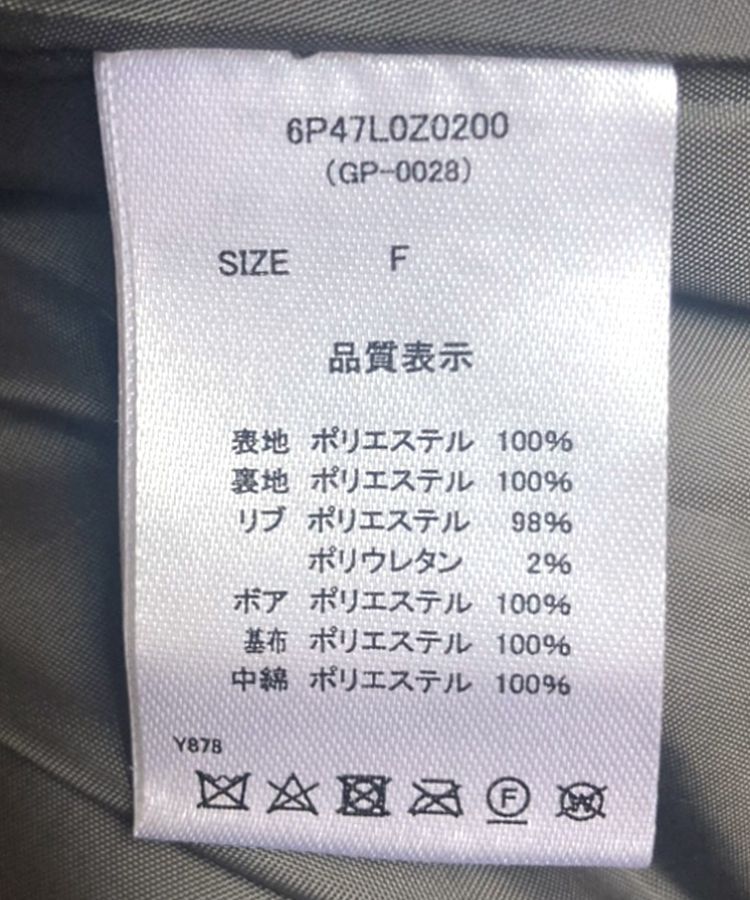 6P47L0Z0200
(GP-0028)
SIZE F
品質表示
表地 ポリエステル 100%
裏地 ポリエステル 100%
リブ ポリエステル 98%
ポリウレタン 2%
ボア ポリエステル 100%
基布 ポリエステル 100%
中綿 ポリエステル 100%
Y878
F W